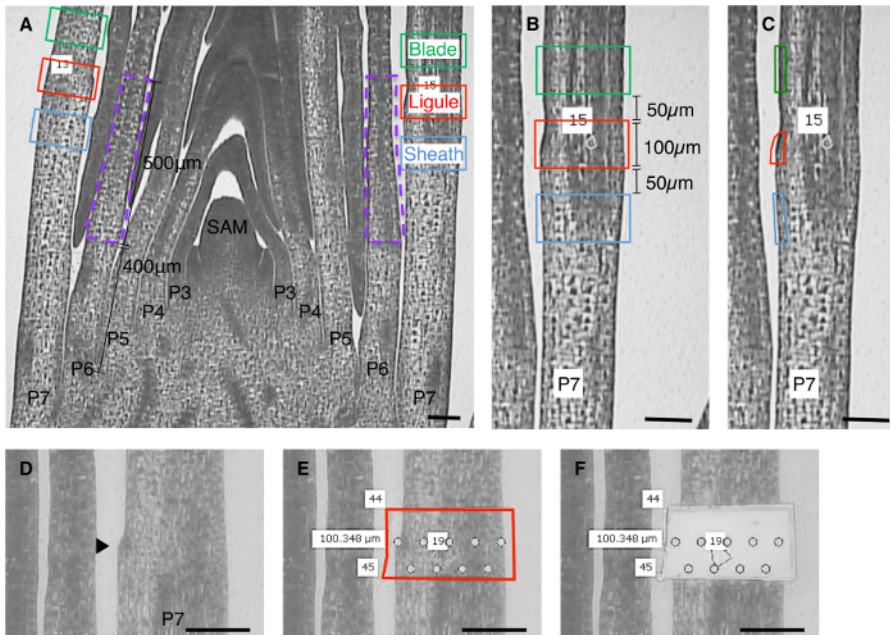 A
13
Blade
15
Ligule
Sheath
500µm
SAM
400µm
P3
P3
P4
P4
P5
P5
P6
P6
P7
P7
B
15
50µm
100µm
50µm
P7
C
15
P7
D
P7
E
44
100.348 µm
19
45
F
44
100.348 µm
19
45